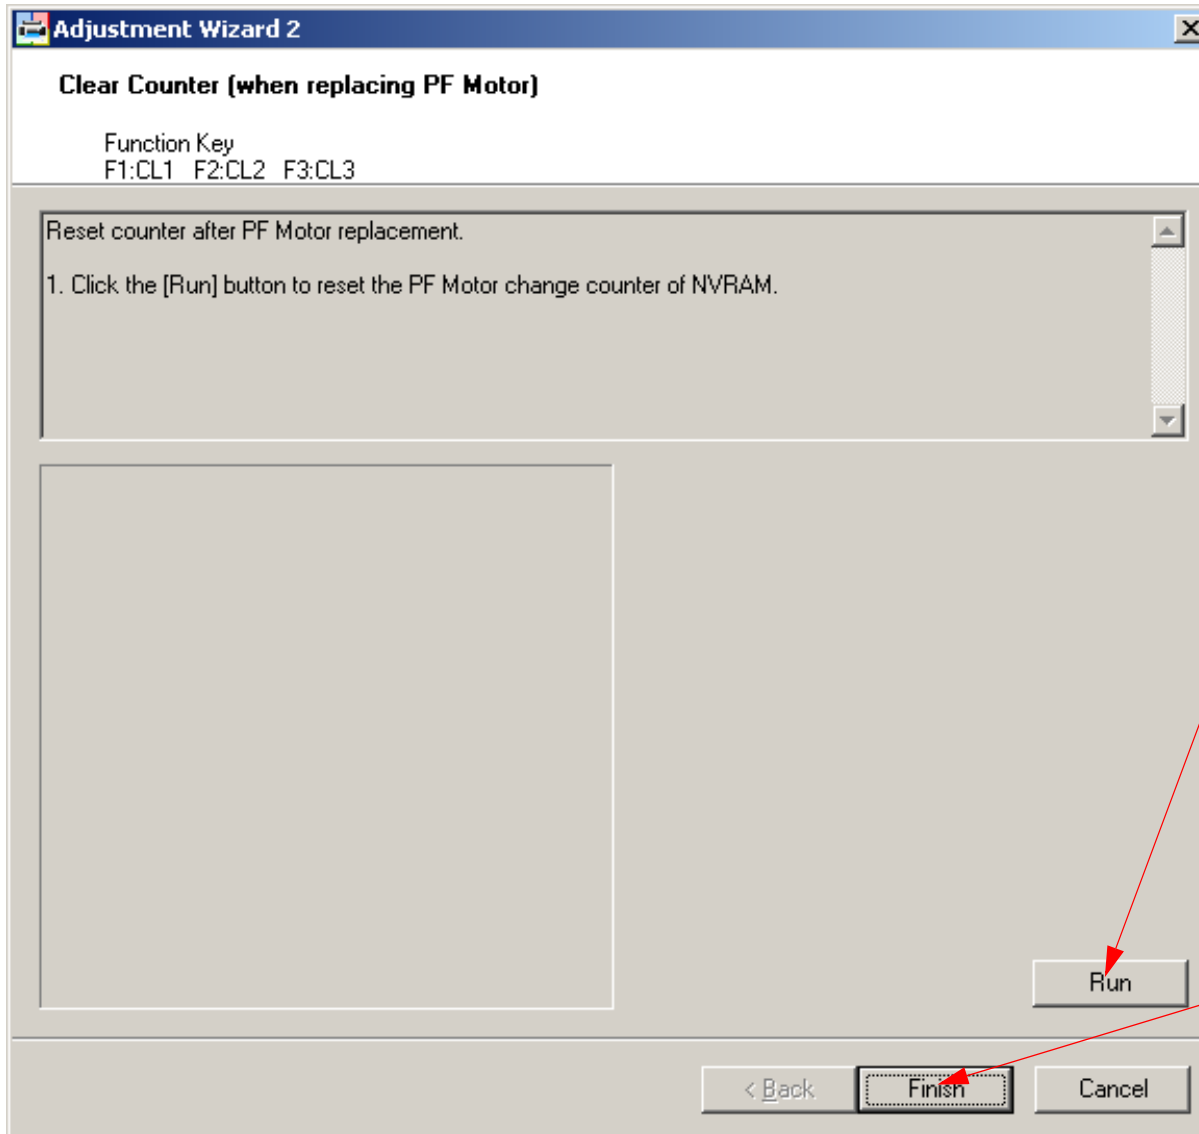 Adjustment Wizard 2
Clear Counter (when replacing PF Motor)
Function Key
F1:CL1 F2:CL2 F3:CL3
Reset counter after PF Motor replacement.
1. Click the [Run] button to reset the PF Motor change counter of NVRAM.
Run
< Back
Finish
Cancel